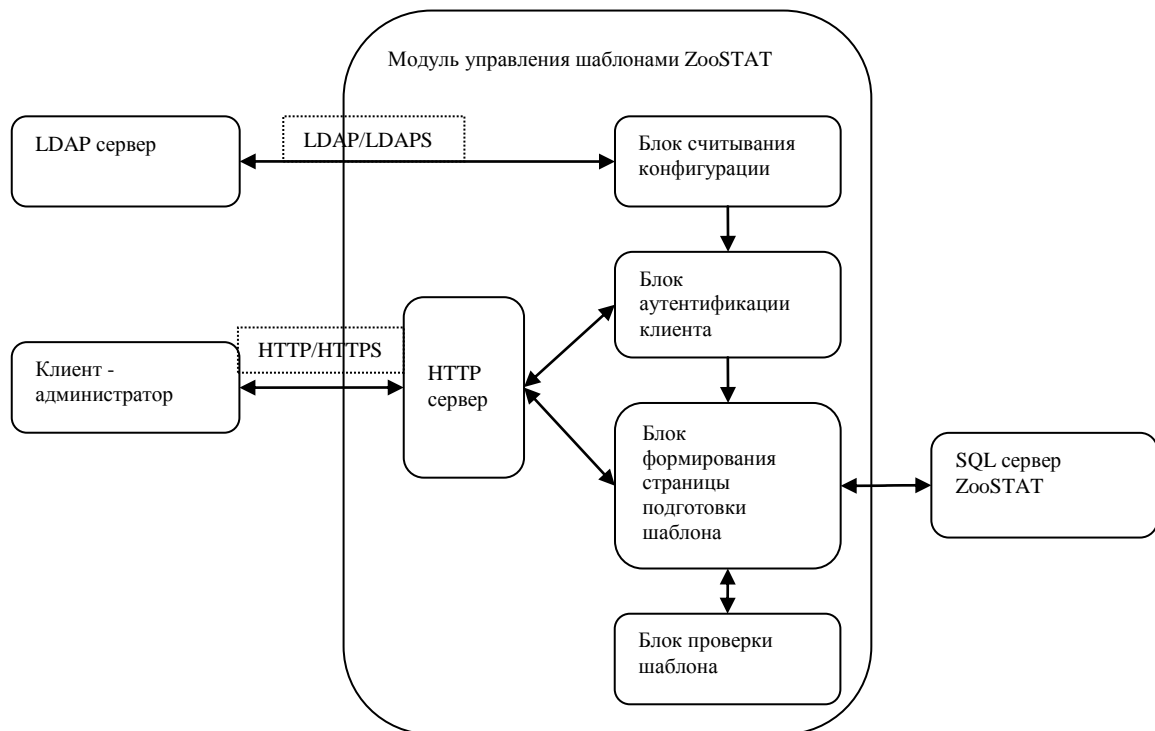 Модуль управления шаблонами ZooSTAT
LDAP сервер
LDAP/LDAPS
Блок считывания
конфигурации
Блок
аутентификации
клиента
HTTP/HTTPS
Клиент -
администратор
HTTP
сервер
Блок
формирования
страницы
подготовки
шаблона
SQL сервер
ZooSTAT
Блок проверки
шаблона